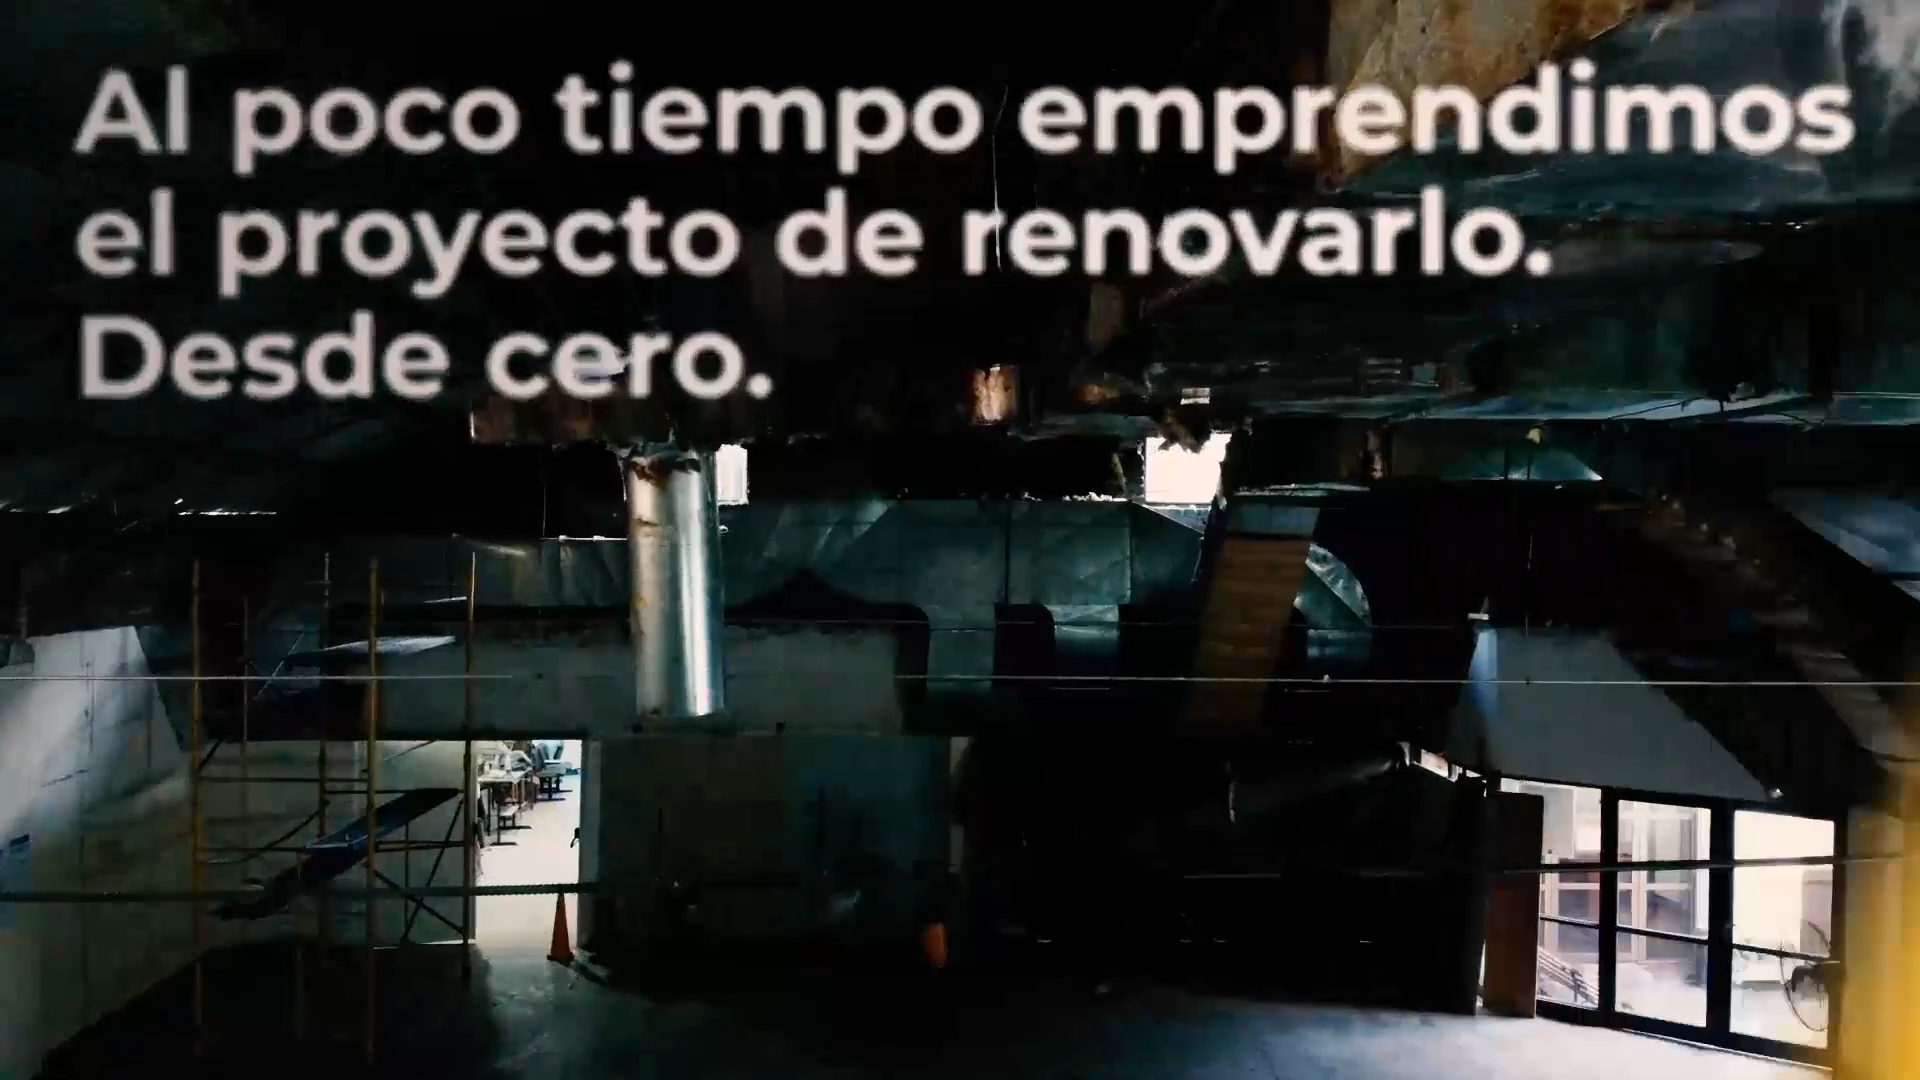 Al poco tiempo emprendimos
el proyecto de renovarlo.
Desde cero.